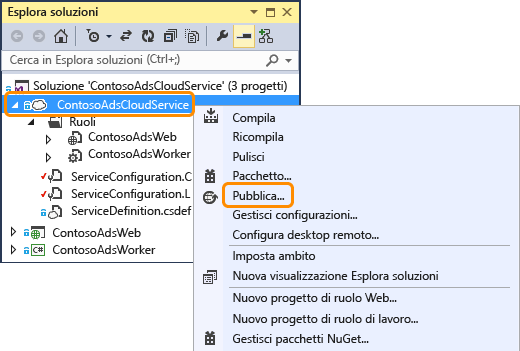 Esplora soluzioni
Cerca in Esplora soluzioni (Ctrl+;)
Soluzione 'ContosoAdsCloudService' (3 progetti)
ContosoAdsCloudService
Ruoli
ContosoAdsWeb
ContosoAdsWorker
ServiceConfiguration.C
ServiceConfiguration.L
ServiceDefinition.csdef
ContosoAdsWeb
C# ContosoAdsWorker
Compila
Ricompila
Pulisci
Pacchetto...
Pubblica...
Gestisci configurazioni...
Configura desktop remoto...
Imposta ambito
Nuova visualizzazione Esplora soluzioni
Nuovo progetto di ruolo Web...
Nuovo progetto di ruolo di lavoro...
Gestisci pacchetti NuGet...